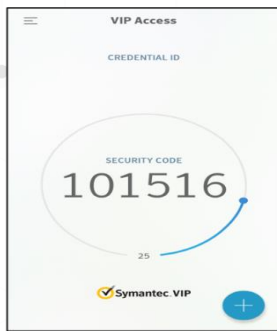 VIP Access
CREDENTIAL ID
SECURITY CODE
101516
25
Symantec. VIP